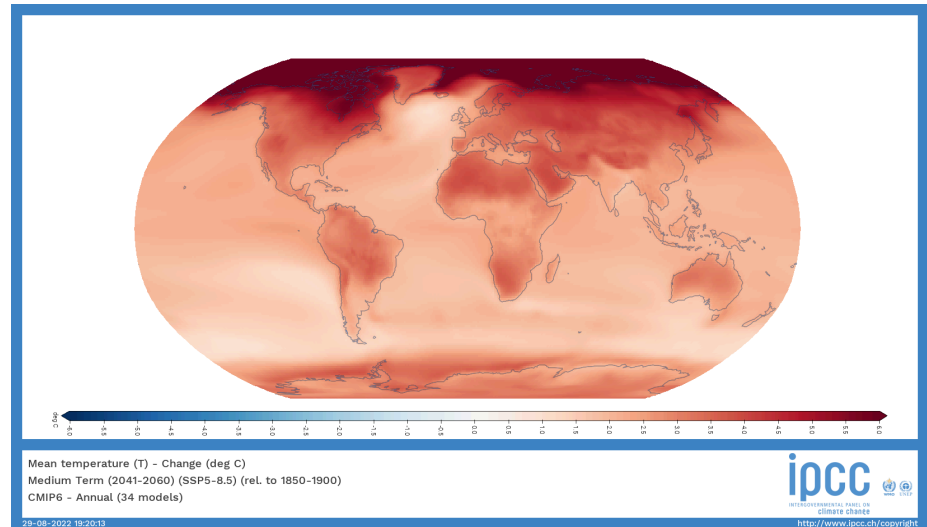 deg C
-6.0 -5.5 -5.0 -4.5 -4.0 -3.5 -3.0 -2.5 -2.0 -1.5 -1.0 -0.5 0.0 0.5 1.0 1.5 2.0 2.5 3.0 3.5 4.0 4.5 5.0 5.5 6.0
Mean temperature (T) - Change (deg C)
Medium Term (2041-2060) (SSP5-8.5) (rel. to 1850-1900)
CMIP6 - Annual (34 models)
ipcc
INTERGOVERNMENTAL PANEL ON
climate change
WMO UNEP
29-08-2022 19:20:13
http://www.ipcc.ch/copyright